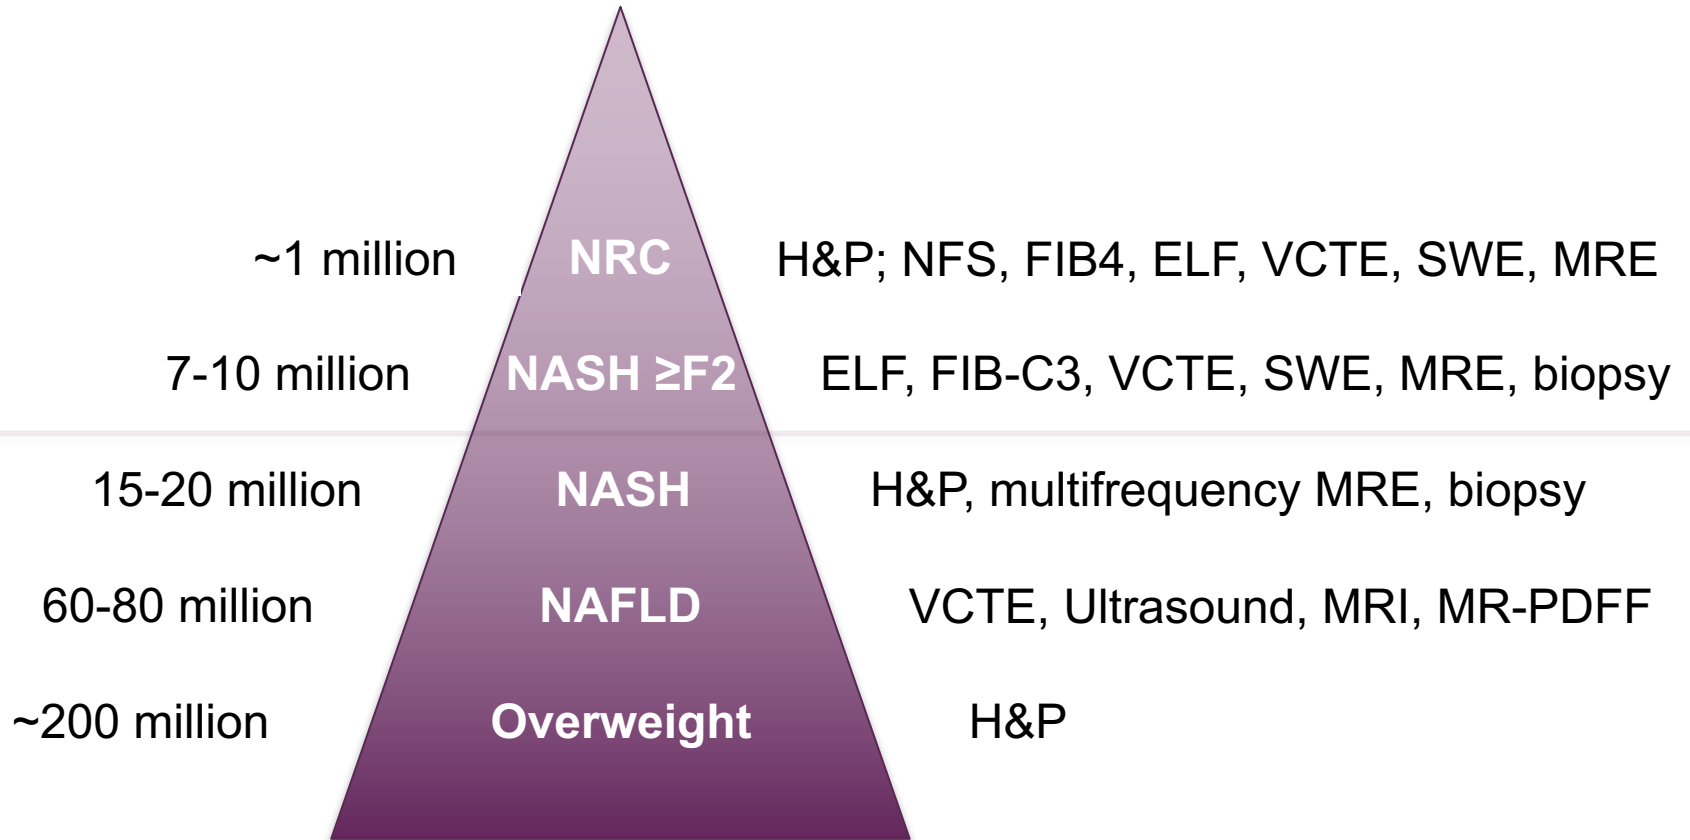 ~1 million NRC H&P; NFS, FIB4, ELF, VCTE, SWE, MRE
7-10 million NASH ≥F2 ELF, FIB-C3, VCTE, SWE, MRE, biopsy
15-20 million NASH H&P, multifrequency MRE, biopsy
60-80 million NAFLD VCTE, Ultrasound, MRI, MR-PDFF
~200 million Overweight H&P